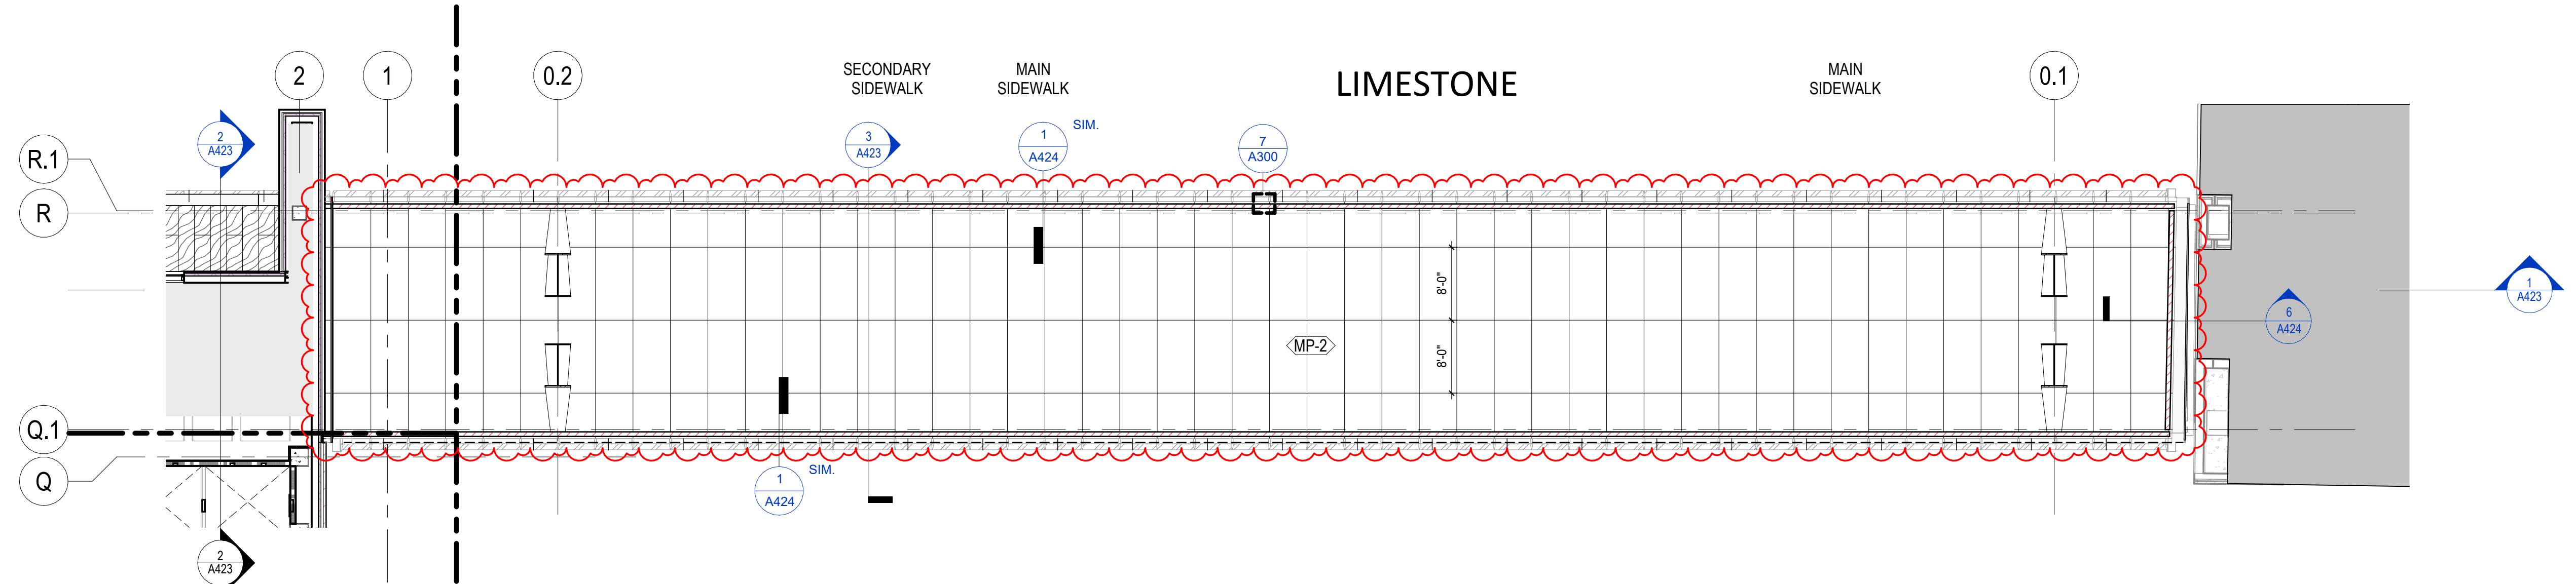 2
1
0.2
SECONDARY
SIDEWALK
MAIN
SIDEWALK
LIMESTONE
MAIN
SIDEWALK
0.1
2
A423
3
A423
1
A424
SIM.
7
A300
R.1
R
8'-0"
8'-0"
MP-2
1
A423
6
A424
Q.1
Q
1
A424
SIM.
2
A423